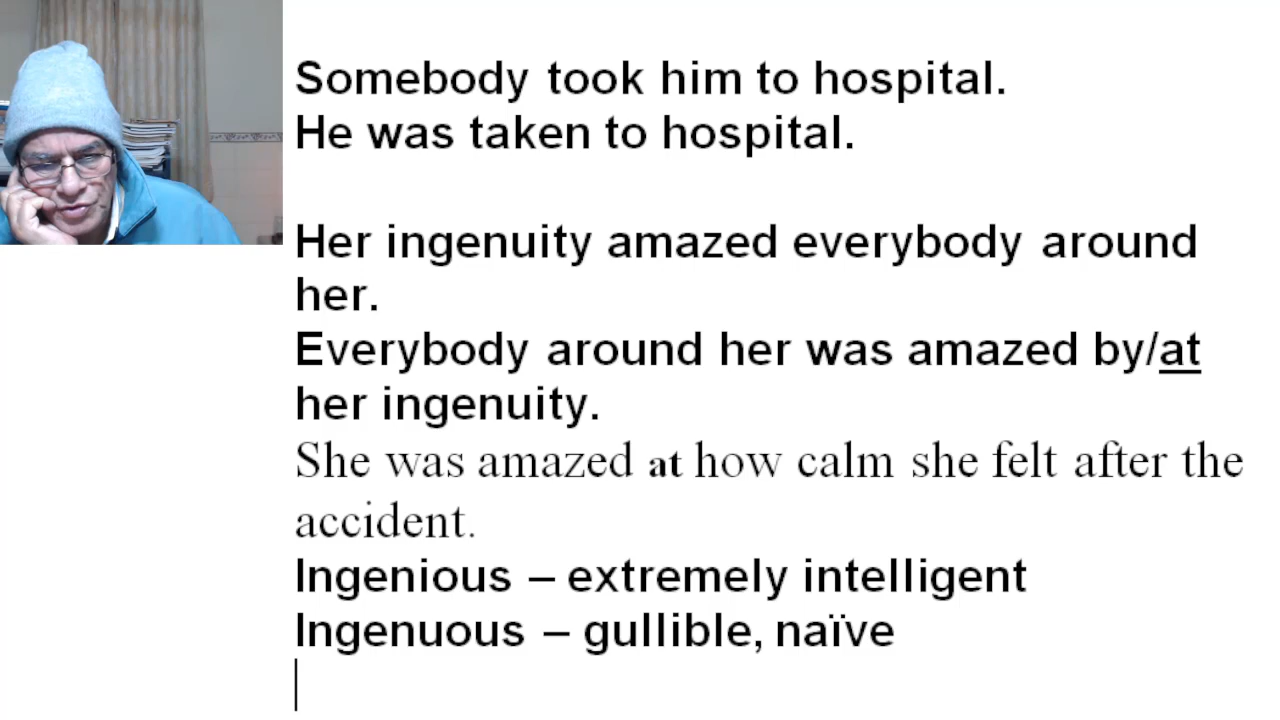 Somebody took him to hospital.
He was taken to hospital.
Her ingenuity amazed everybody around
her.
Everybody around her was amazed by/at
her ingenuity.
She was amazed at how calm she felt after the
accident.
Ingenious – extremely intelligent
Ingenuous – gullible, naïve